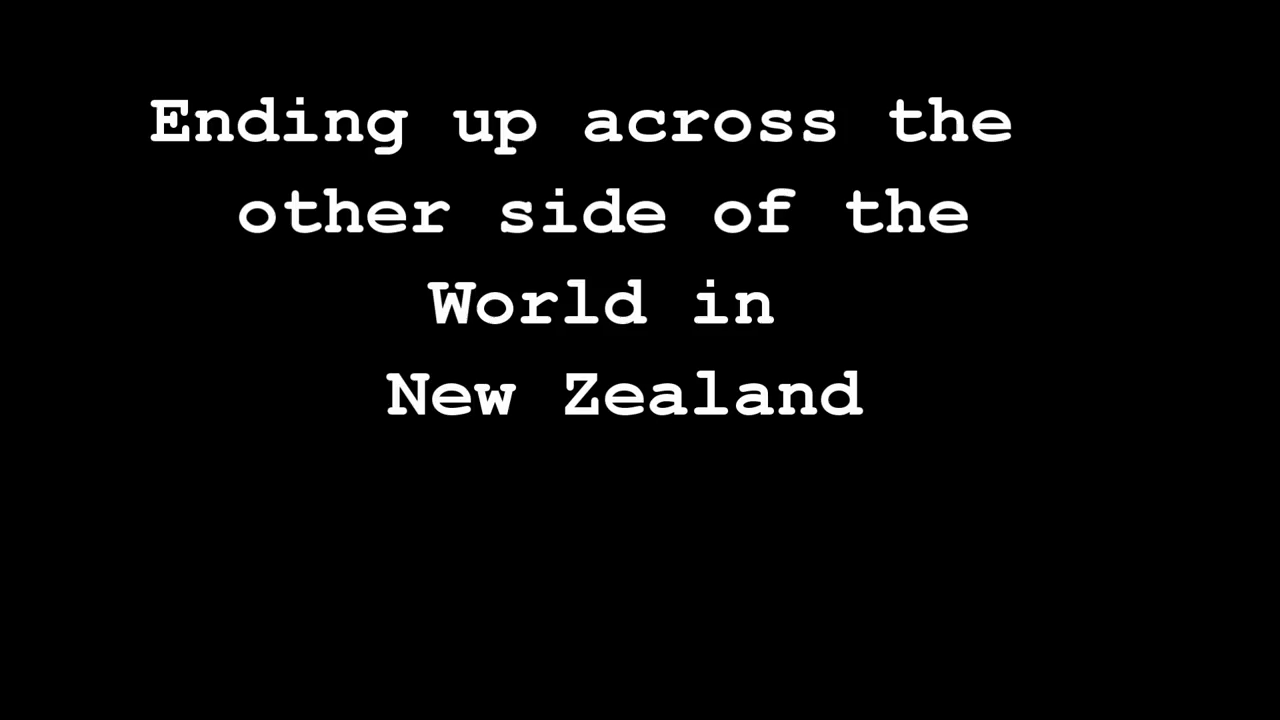 Ending up across the
other side of the
World in
New Zealand